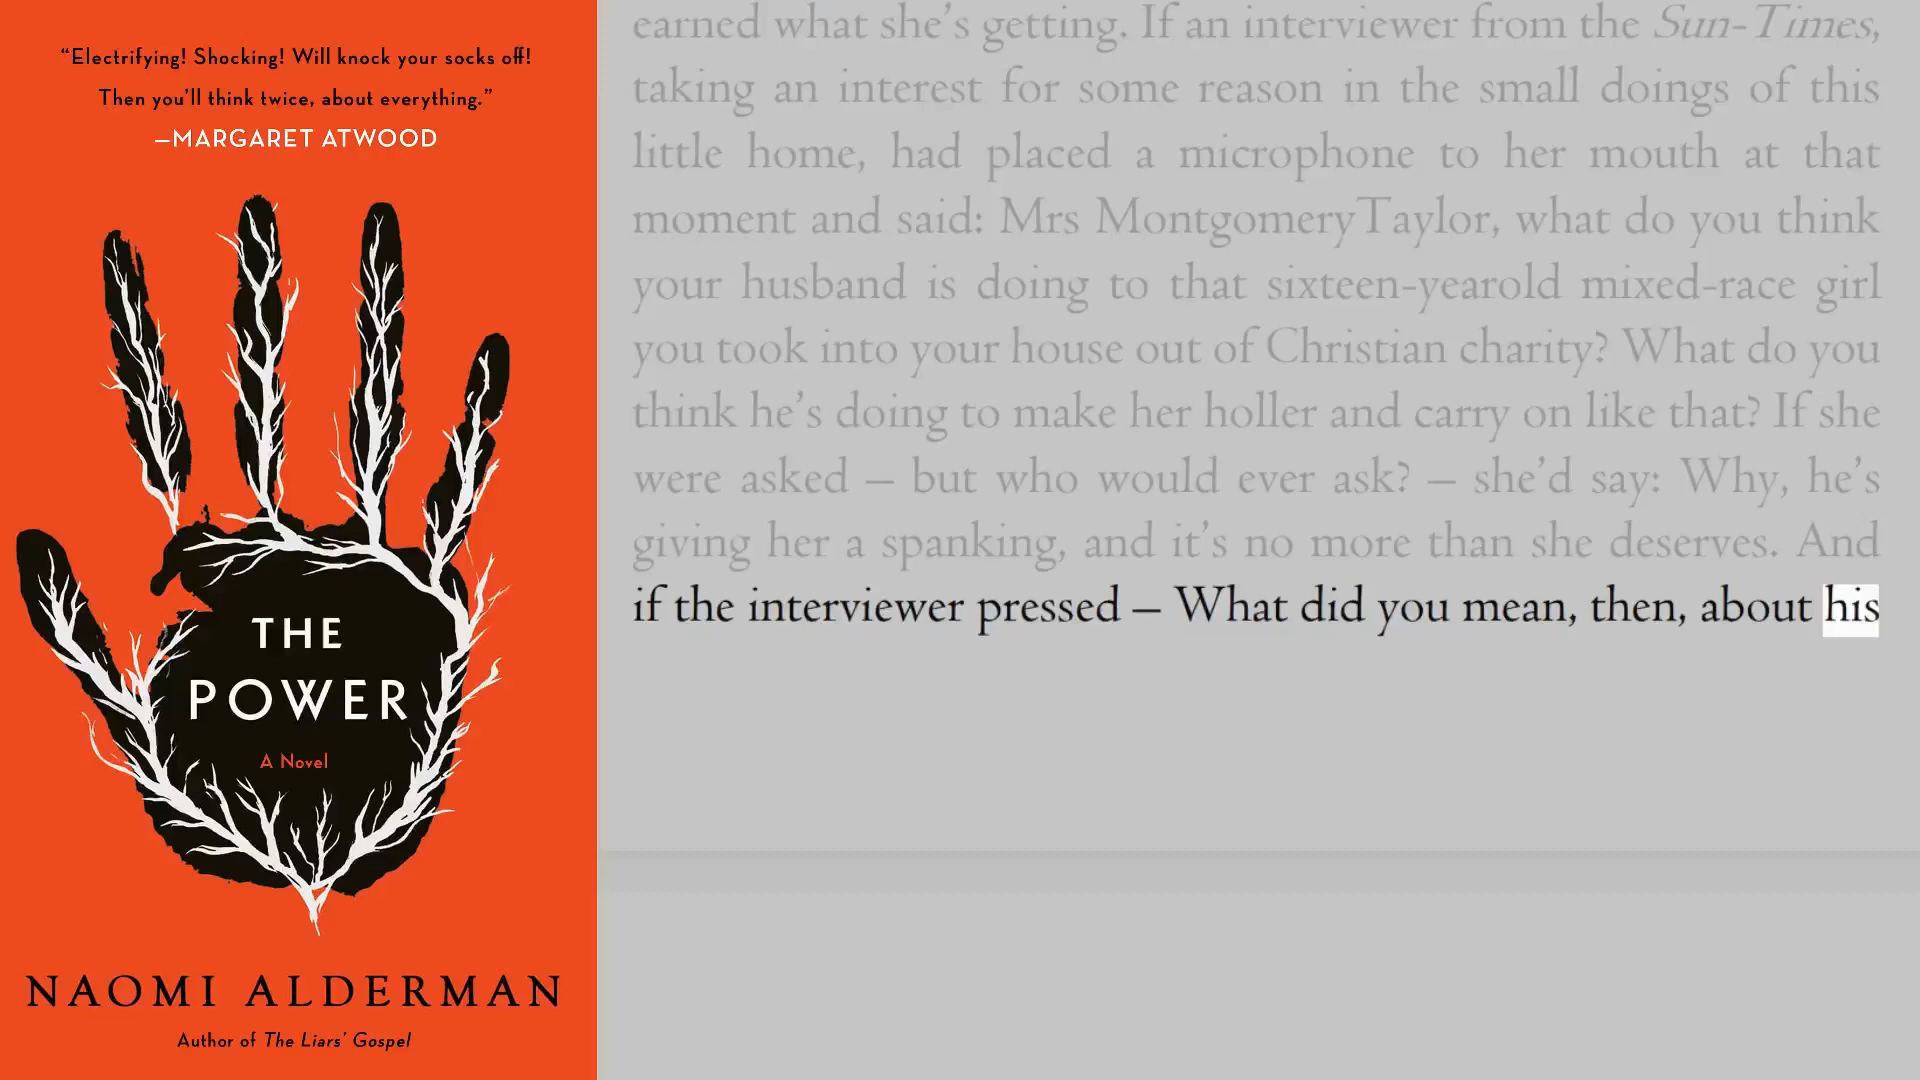 “Electrifying! Shocking! Will knock your socks off!
Then you’ll think twice, about everything.”
—MARGARET ATWOOD
THE
POWER
A Novel
NAOMI ALDERMAN
Author of The Liars’ Gospel
earned what she’s getting. If an interviewer from the Sun-Times,
taking an interest for some reason in the small doings of this
little home, had placed a microphone to her mouth at that
moment and said: Mrs MontgomeryTaylor, what do you think
your husband is doing to that sixteen-yearold mixed-race girl
you took into your house out of Christian charity? What do you
think he’s doing to make her holler and carry on like that? If she
were asked – but who would ever ask? – she’d say: Why, he’s
giving her a spanking, and it’s no more than she deserves. And
if the interviewer pressed – What did you mean, then, about his